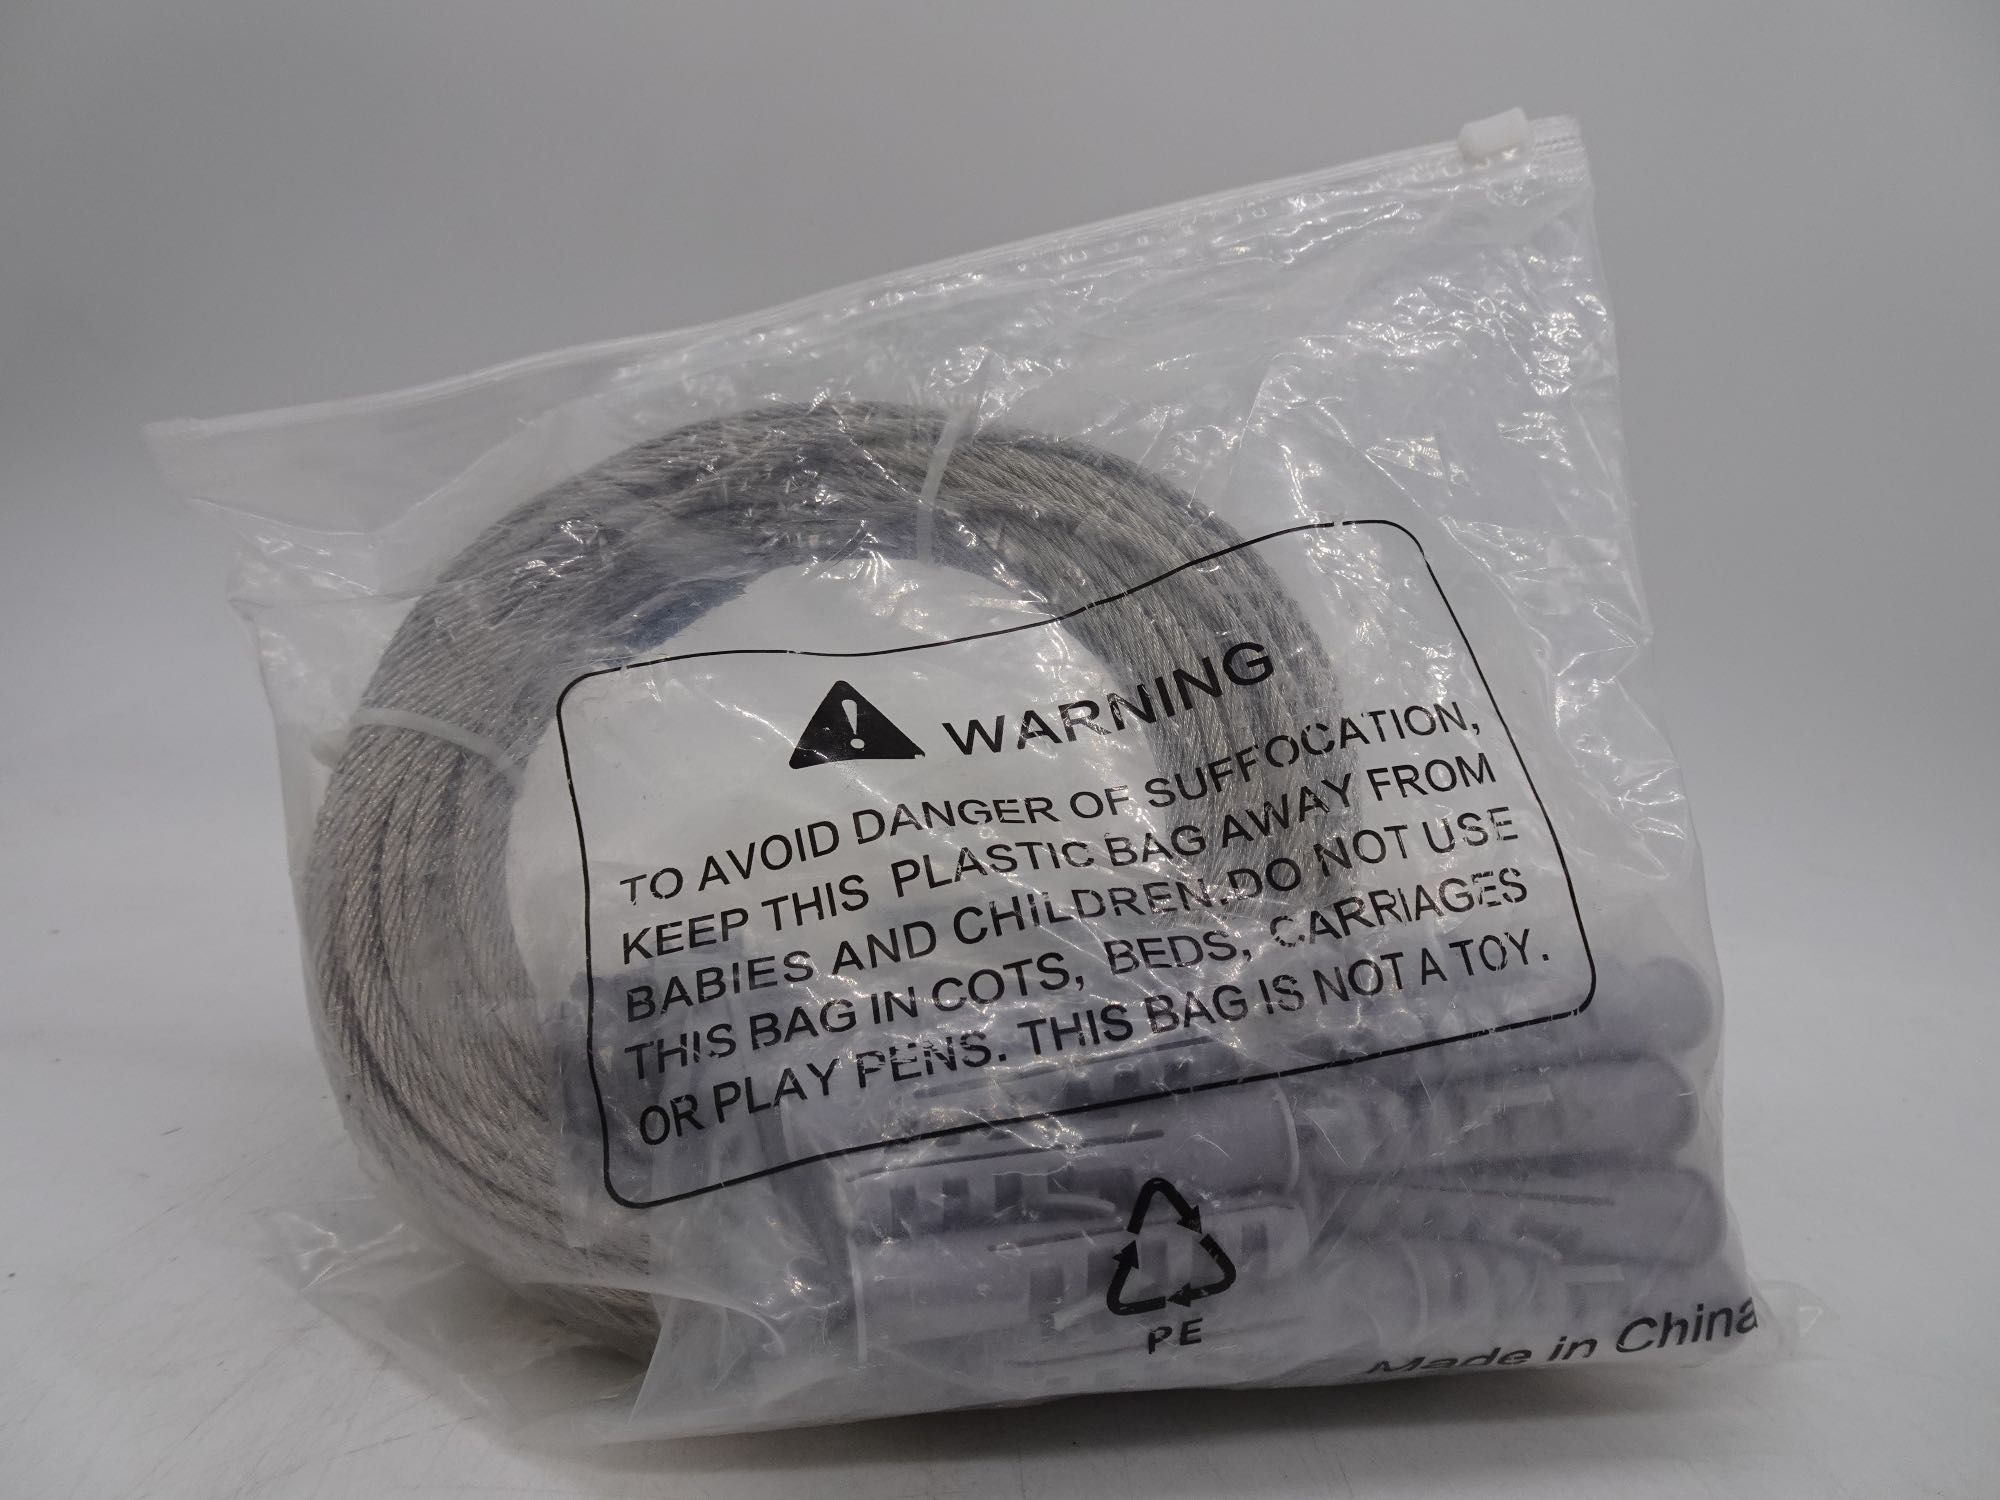 WARNING
TO AVOID DANGER OF SUFFOCATION,
KEEP THIS PLASTIC BAG AWAY FROM
BABIES AND CHILDREN.DO NOT USE
THIS BAG IN COTS, BEDS, CARRIAGES
OR PLAY PENS. THIS BAG IS NOT A TOY.
PE
Made in China